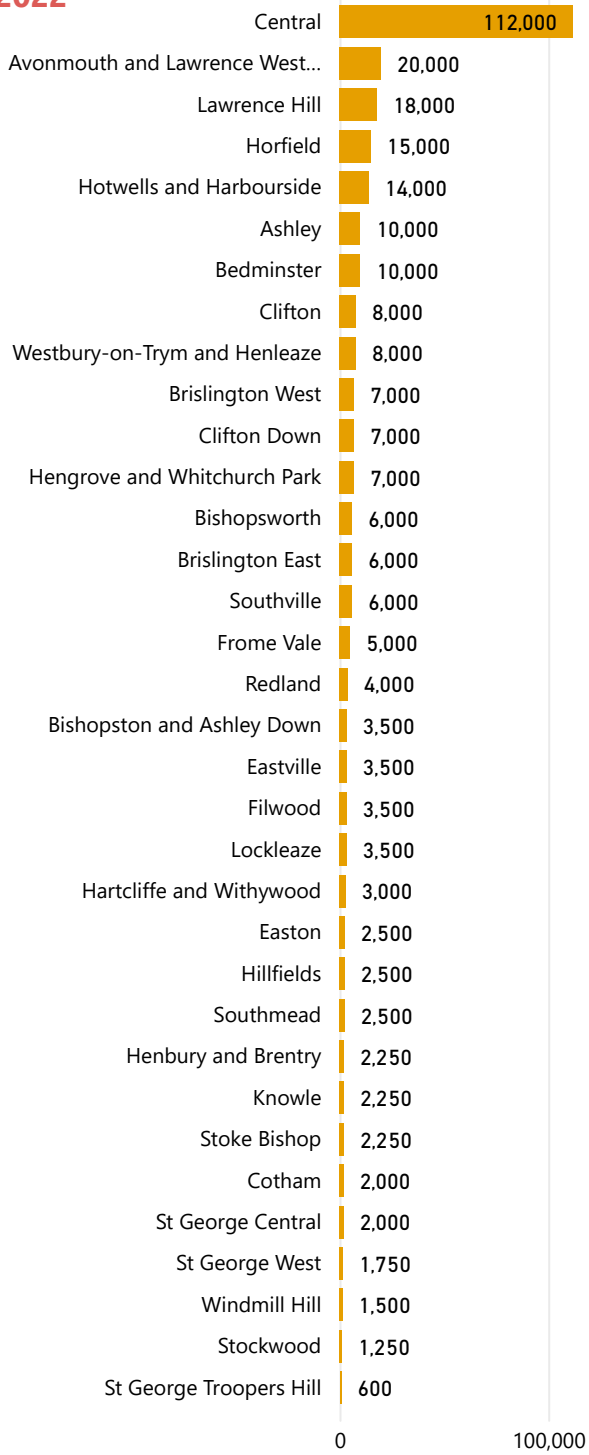 2022
Central 112,000
Avonmouth and Lawrence West... 20,000
Lawrence Hill 18,000
Horfield 15,000
Hotwells and Harbourside 14,000
Ashley 10,000
Bedminster 10,000
Clifton 8,000
Westbury-on-Trym and Henleaze 8,000
Brislington West 7,000
Clifton Down 7,000
Hengrove and Whitchurch Park 7,000
Bishopsworth 6,000
Brislington East 6,000
Southville 6,000
Frome Vale 5,000
Redland 4,000
Bishopston and Ashley Down 3,500
Eastville 3,500
Filwood 3,500
Lockleaze 3,500
Hartcliffe and Withywood 3,000
Easton 2,500
Hillfields 2,500
Southmead 2,500
Henbury and Brentry 2,250
Knowle 2,250
Stoke Bishop 2,250
Cotham 2,000
St George Central 2,000
St George West 1,750
Windmill Hill 1,500
Stockwood 1,250
St George Troopers Hill 600
0 100,000